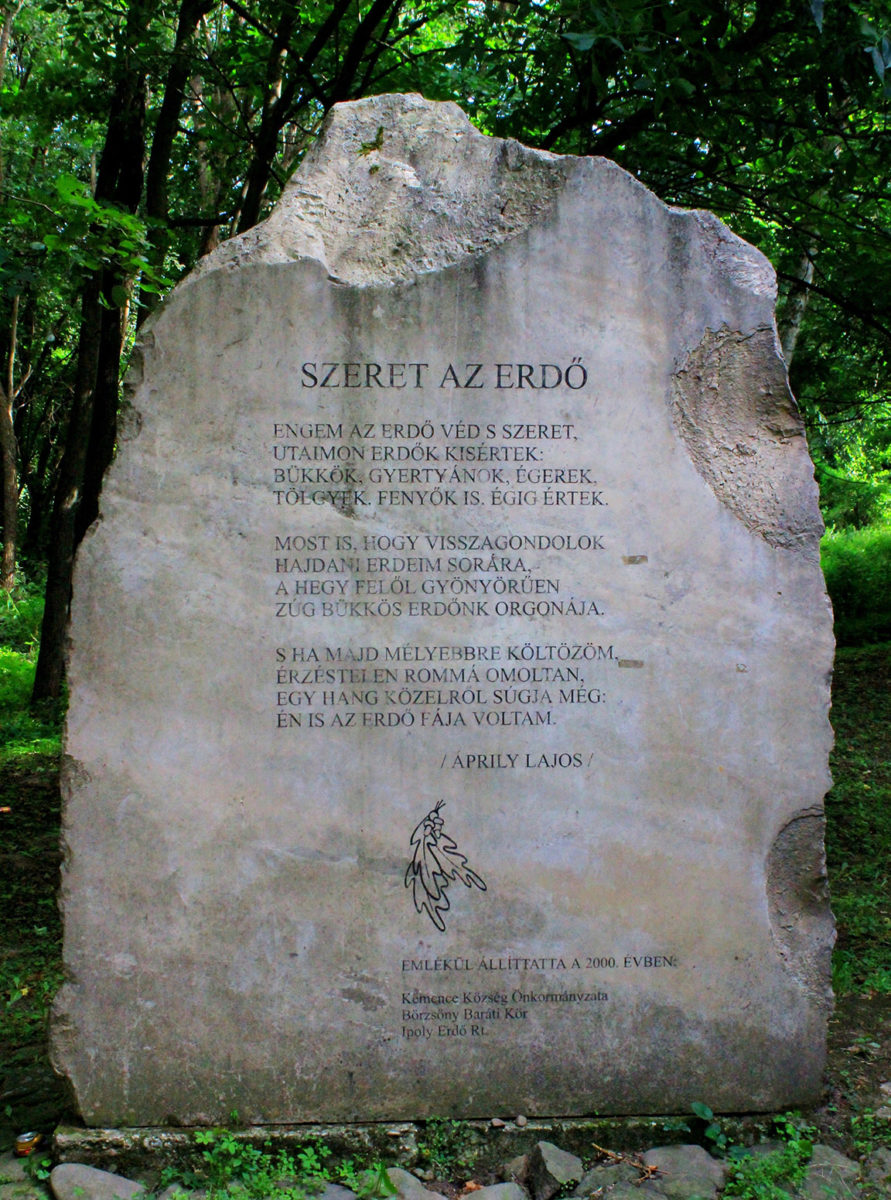 SZERET AZ ERDŐ
ENGEM AZ ERDŐ VÉD S SZERET,
UTAIMON ERDŐK KISÉRTEK:
BÜKKÖK, GYERTYÁNOK, ÉGEREK,
TÖLGYEK, FENYŐK IS, ÉGIG ÉRTEK.
MOST IS, HOGY VISSZAGONDOLOK
HAJDANI ERDEIM SORÁRA,
A HEGY FELŐL GYÖNYÖRŰEN
ZÚG BÜKKÖS ERDŐNK ORGONÁJA.
S HA MAJD MÉLYEBBRE KÖLTÖZÖM,
ÉRZÉSTELEN ROMMÁ OMOLTAN,
EGY HANG KÖZELRŐL SÚGJA MÉG:
ÉN IS AZ ERDŐ FÁJA VOLTAM.
/ÁPRILY LAJOS/
EMLÉKÜL ÁLLÍTTATTA A 2000. ÉVBEN:
Kemence Község Önkormányzata
Börzsöny Baráti Kör
Ipoly Erdő Rt.